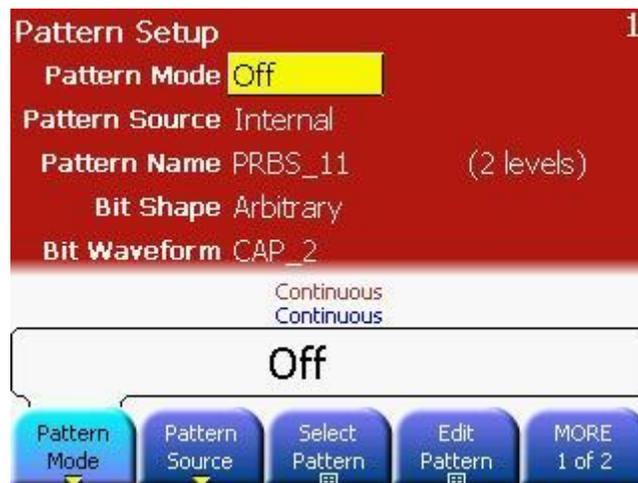 Pattern Setup 1
Pattern Mode Off
Pattern Source Internal
Pattern Name PRBS_11 (2 levels)
Bit Shape Arbitrary
Bit Waveform CAP_2
Continuous
Continuous
Off
Pattern Mode
Pattern Source
Select Pattern
Edit Pattern
MORE 1 of 2